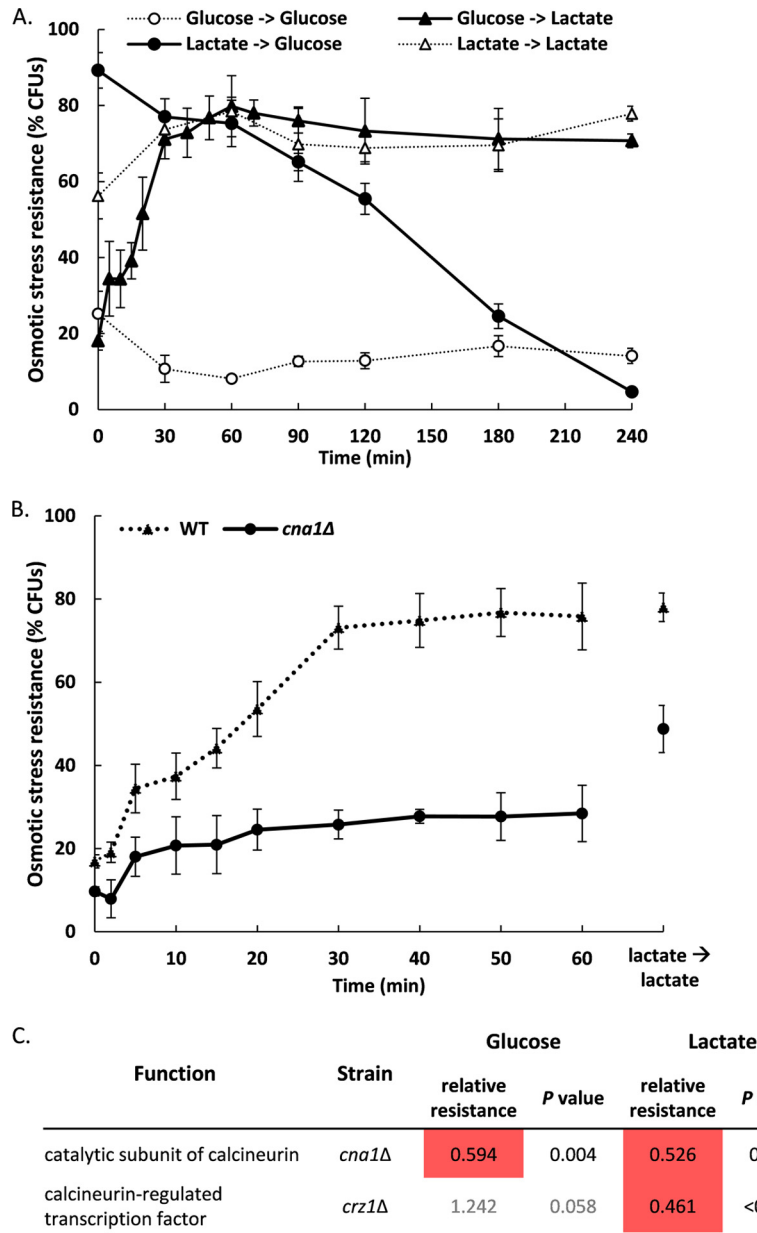 A.
Glucose -> Glucose
Glucose -> Lactate
Lactate -> Glucose
Lactate -> Lactate
Osmotic stress resistance (% CFUs)
100
80
60
40
20
0
0 30 60 90 120 150 180 210 240
Time (min)
B.
WT
cna1Δ
Osmotic stress resistance (% CFUs)
100
80
60
40
20
0
0 10 20 30 40 50 60
lactate →
lactate
Time (min)
C.
Glucose Lactate
Function Strain
relative resistance P value relative resistance P
catalytic subunit of calcineurin cna1Δ 0.594 0.004 0.526 0
calcineurin-regulated
transcription factor crz1Δ 1.242 0.058 0.461 <0